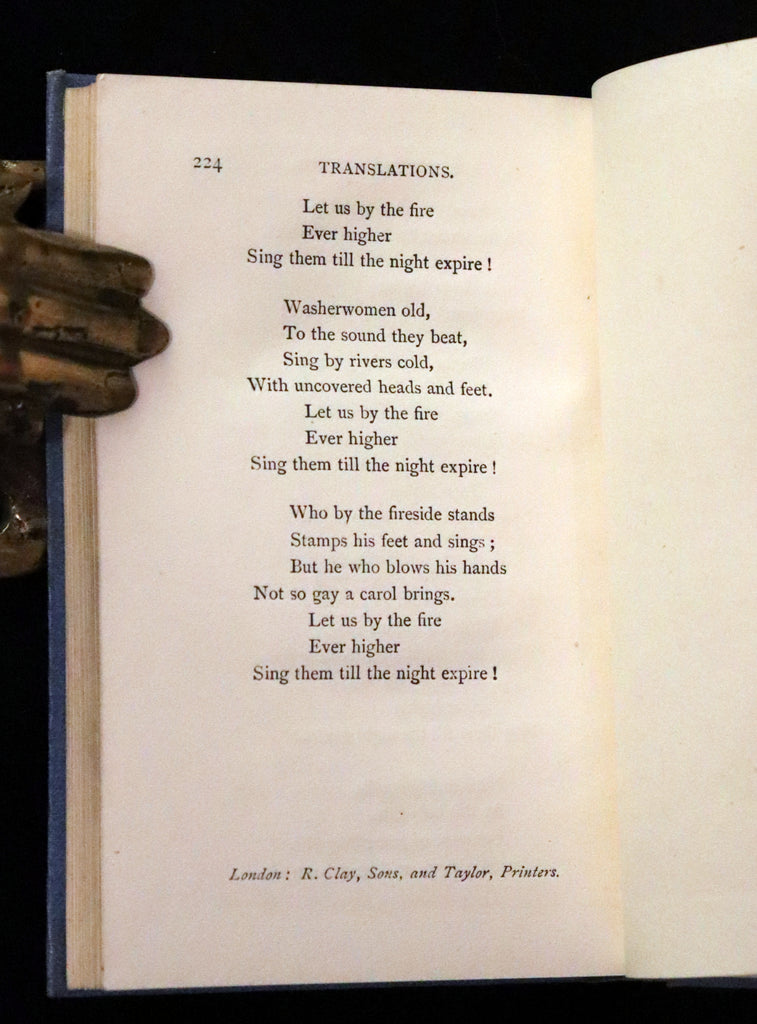 224 TRANSLATIONS.
Let us by the fire
Ever higher
Sing them till the night expire !
Washerwomen old,
To the sound they beat,
Sing by rivers cold,
With uncovered heads and feet.
Let us by the fire
Ever higher
Sing them till the night expire !
Who by the fireside stands
Stamps his feet and sings ;
But he who blows his hands
Not so gay a carol brings.
Let us by the fire
Ever higher
Sing them till the night expire !
London : R. Clay, Sons, and Taylor, Printers.